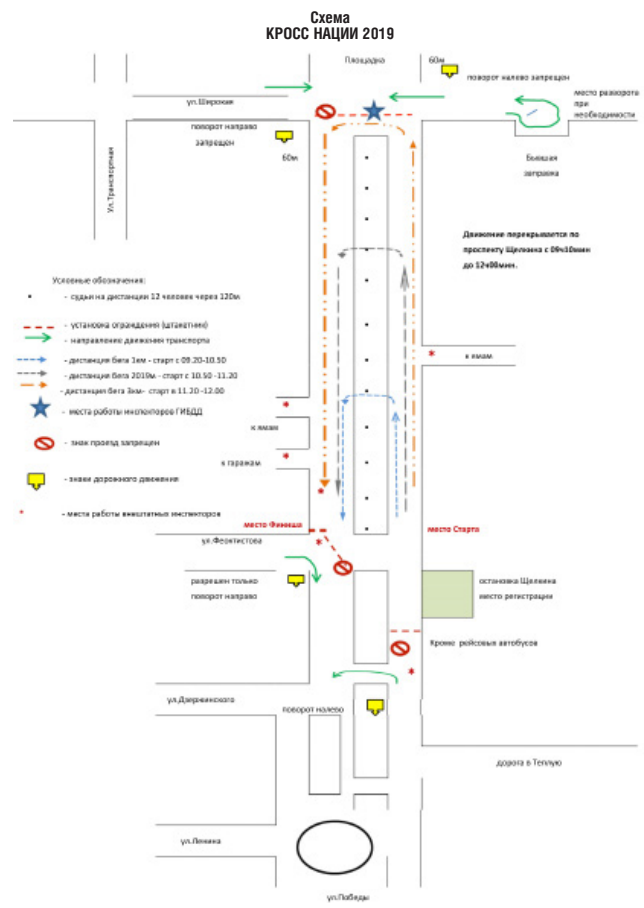 Схема
КРОСС НАЦИИ 2019
Площадка
60м
поворот налево запрещен
место разворота
при
необходимости
ул.Широкия
поворот направо
запрещен
60м
Ул.Транспортная
Бывшая
заправка
Движение перекрывается по
проспекту Щелкина с 09ч10мин
до 12ч00мин.
Условные обозначения:
- судьи на дистанции 12 человек через 120м
- установка ограждения (штакетник)
- направление движения транспорта
- дистанция бега 1км - старт с 09.20-10.50
- дистанция бега 2019м - старт с 10.50 -11.20
- дистанция бега 3км- старт в 11.20 -12.00
- места работы инспекторов ГИБДД
- знак проезд запрещен
- знаки дорожного движения
- места работы внештатных инспекторов
к ямам
к ямам
к гаражам
место Финиша
место Старта
ул.Феоктистова
разрешен только
поворот направо
остановка Щелкина
место регистрации
Кроме рейсовых автобусов
ул.Дзержинского
поворот налево
дорога в Теплую
ул.Ленина
ул.Победы